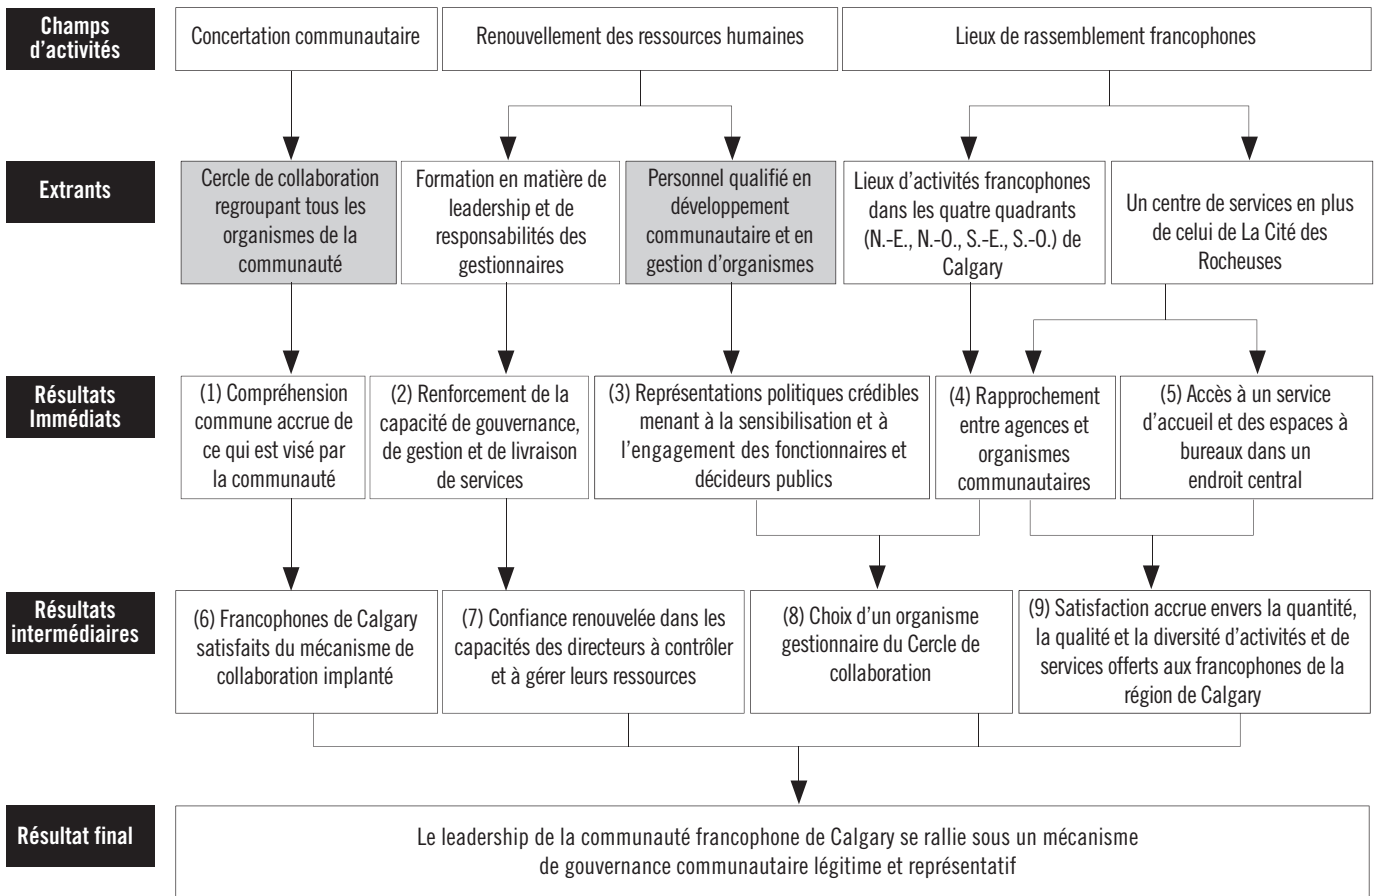 Champs
d'activités
Concertation communautaire
Renouvellement des ressources humaines
Lieux de rassemblement francophones
Extrants
Cercle de collaboration
regroupant tous les
organismes de la
communauté
Formation en matière de
leadership et de
responsabilités des
gestionnaires
Personnel qualifié en
développement
communautaire et en
gestion d'organismes
Lieux d'activités francophones
dans les quatre quadrants
(N.-E., N.-O., S.-E., S.-O.) de
Calgary
Un centre de services en plus
de celui de La Cité des
Rocheuses
Résultats
Immédiats
(1) Compréhension
commune accrue de
ce qui est visé par
la communauté
(2) Renforcement de la
capacité de gouvernance,
de gestion et de livraison
de services
(3) Représentations politiques crédibles
menant à la sensibilisation et à
l'engagement des fonctionnaires et
décideurs publics
(4) Rapprochement
entre agences et
organismes
communautaires
(5) Accès à un service
d'accueil et des espaces à
bureaux dans un
endroit central
Résultats
intermédiaires
(6) Francophones de Calgary
satisfaits du mécanisme de
collaboration implanté
(7) Confiance renouvelée dans les
capacités des directeurs à contrôler
et à gérer leurs ressources
(8) Choix d'un organisme
gestionnaire du Cercle de
collaboration
(9) Satisfaction accrue envers la quantité,
la qualité et la diversité d'activités et de
services offerts aux francophones de la
région de Calgary
Résultat final
Le leadership de la communauté francophone de Calgary se rallie sous un mécanisme
de gouvernance communautaire légitime et représentatif